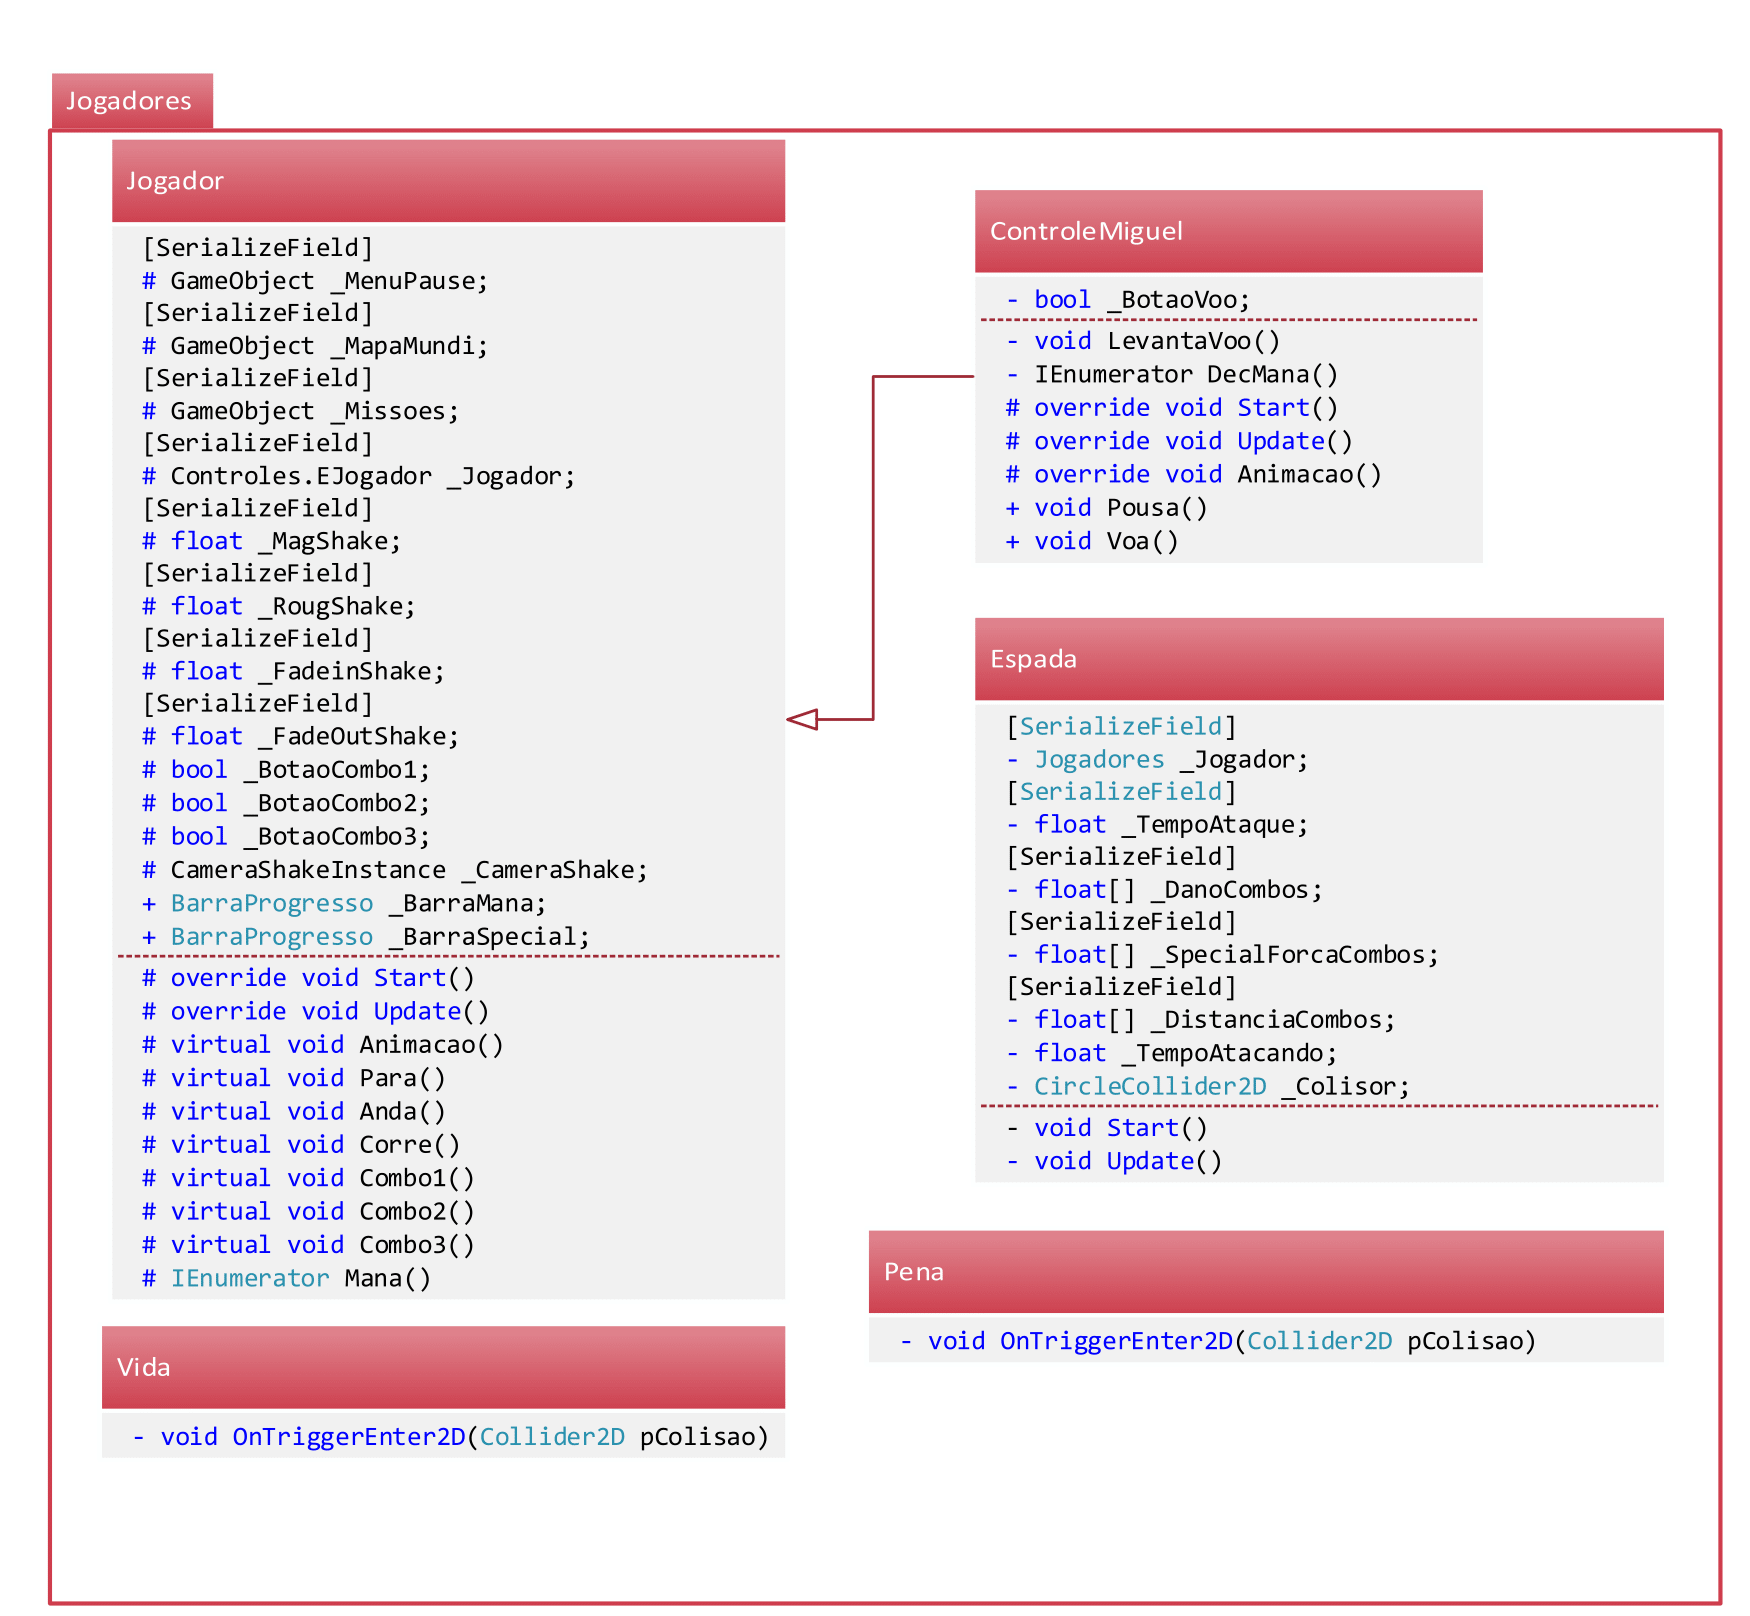 Jogadores
Jogador
[SerializeField]
# GameObject _MenuPause;
[SerializeField]
# GameObject _MapaMundi;
[SerializeField]
# GameObject _Missoes;
[SerializeField]
# Controles.EJogador _Jogador;
[SerializeField]
# float _MagShake;
[SerializeField]
# float _RougShake;
[SerializeField]
# float _FadeinShake;
[SerializeField]
# float _FadeOutShake;
# bool _BotaoCombo1;
# bool _BotaoCombo2;
# bool _BotaoCombo3;
# CameraShakeInstance _CameraShake;
+ BarraProgresso _BarraMana;
+ BarraProgresso _BarraSpecial;
# override void Start()
# override void Update()
# virtual void Animacao()
# virtual void Para()
# virtual void Anda()
# virtual void Corre()
# virtual void Combo1()
# virtual void Combo2()
# virtual void Combo3()
# IEnumerator Mana()
Vida
- void OnTriggerEnter2D(Collider2D pColisao)
ControleMiguel
- bool _BotaoVoo;
- void LevantaVoo()
- IEnumerator DecMana()
# override void Start()
# override void Update()
# override void Animacao()
+ void Pousa()
+ void Voa()
Espada
[SerializeField]
- Jogadores _Jogador;
[SerializeField]
- float _TempoAtaque;
[SerializeField]
- float[] _DanoCombos;
[SerializeField]
- float[] _SpecialForcaCombos;
[SerializeField]
- float[] _DistanciaCombos;
- float _TempoAtacando;
- CircleCollider2D _Colisor;
- void Start()
- void Update()
Pena
- void OnTriggerEnter2D(Collider2D pColisao)